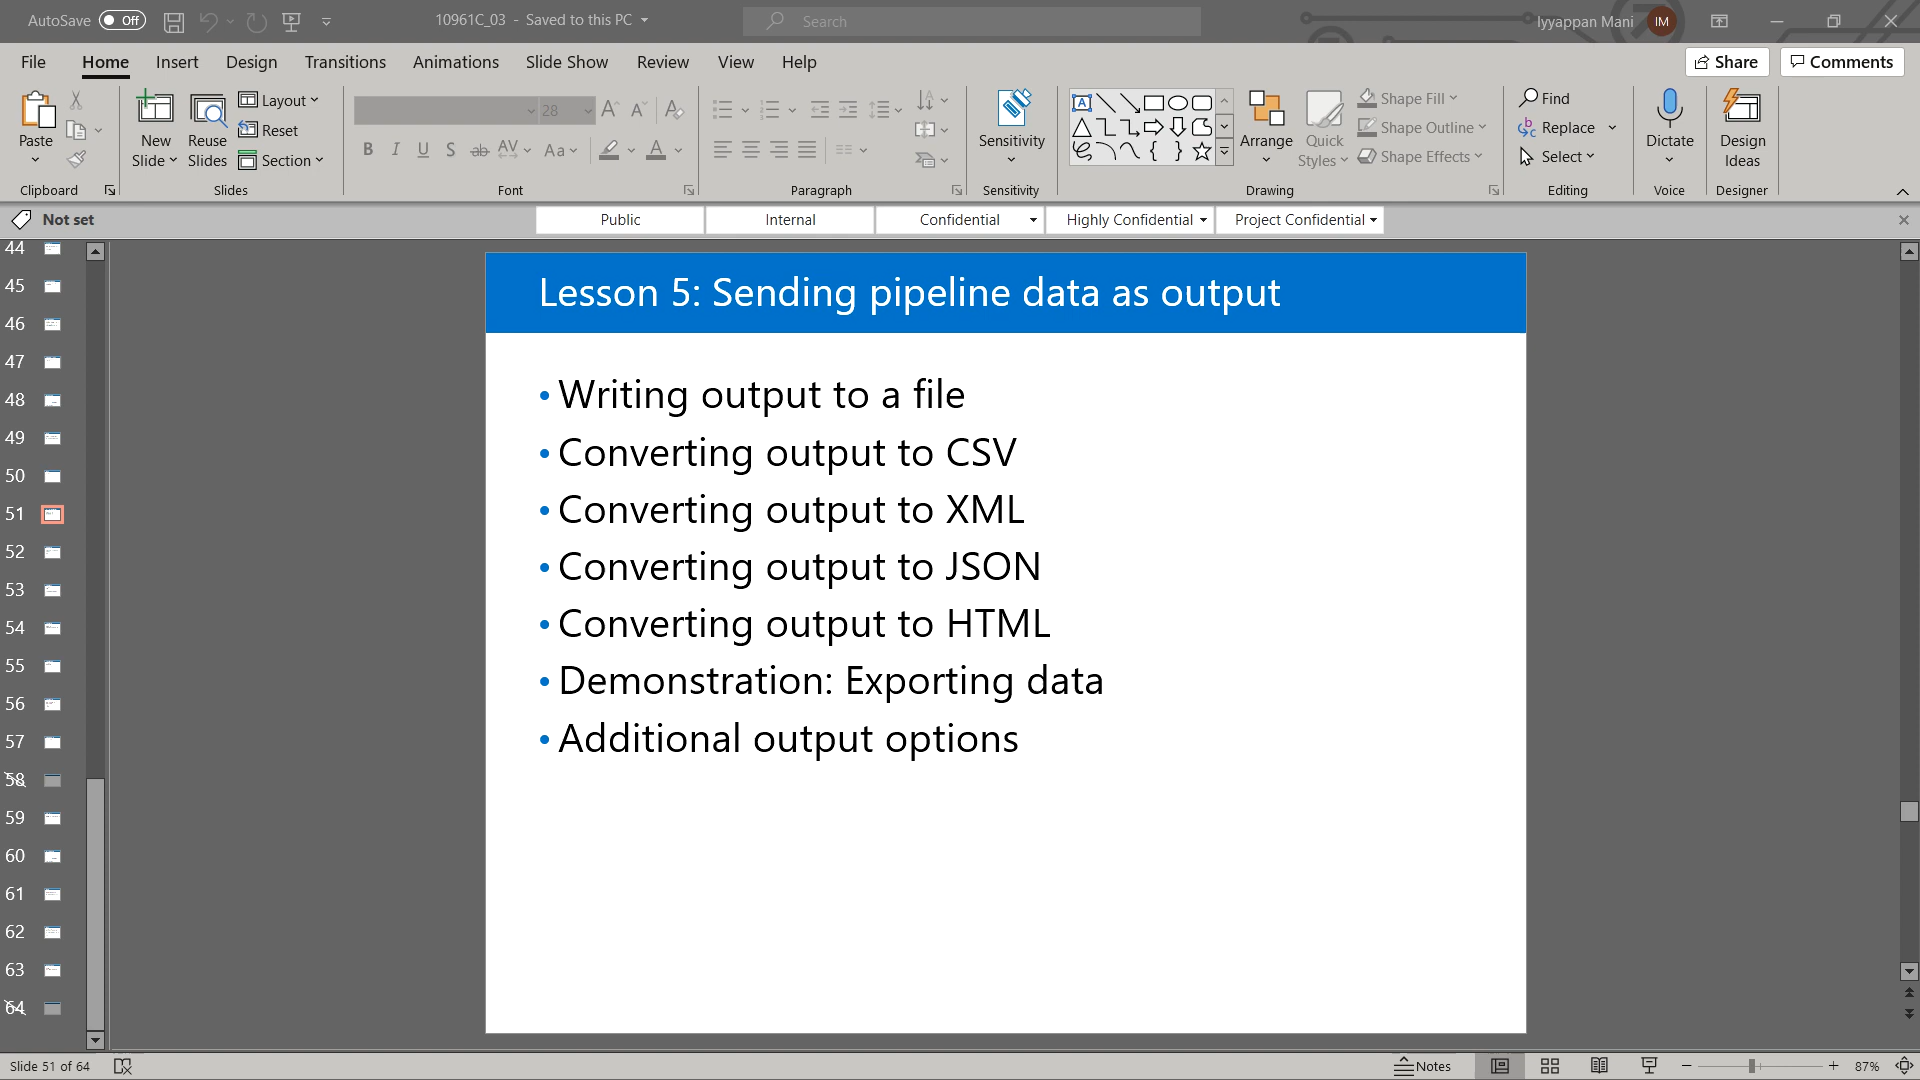 AutoSave Off 10961C_03 - Saved to this PC Search Iyyappan Mani IM
File Home Insert Design Transitions Animations Slide Show Review View Help Share Comments
Paste New Slide Reuse Slides Layout Reset Section
28
B I U S ab AV Aa A
Sensitivity
Arrange Quick Styles Shape Fill Shape Outline Shape Effects
Find Replace Select
Dictate Design Ideas
Clipboard Slides Font Paragraph Sensitivity Drawing Editing Voice Designer
Not set Public Internal Confidential Highly Confidential Project Confidential
44
45
46
47
48
49
50
51
52
53
54
55
56
57
58
59
60
61
62
63
64
Lesson 5: Sending pipeline data as output
• Writing output to a file
• Converting output to CSV
• Converting output to XML
• Converting output to JSON
• Converting output to HTML
• Demonstration: Exporting data
• Additional output options
Slide 51 of 64 Notes 87%